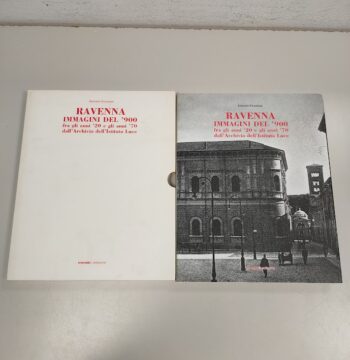 RAVENNA
IMMAGINI DEL '900
fra gli anni '20 e gli anni '70
dall'Archivio dell'Istituto Luce
RAVENNA
IMMAGINI DEL '900
fra gli anni '20 e gli anni '70
dall'Archivio dell'Istituto Luce